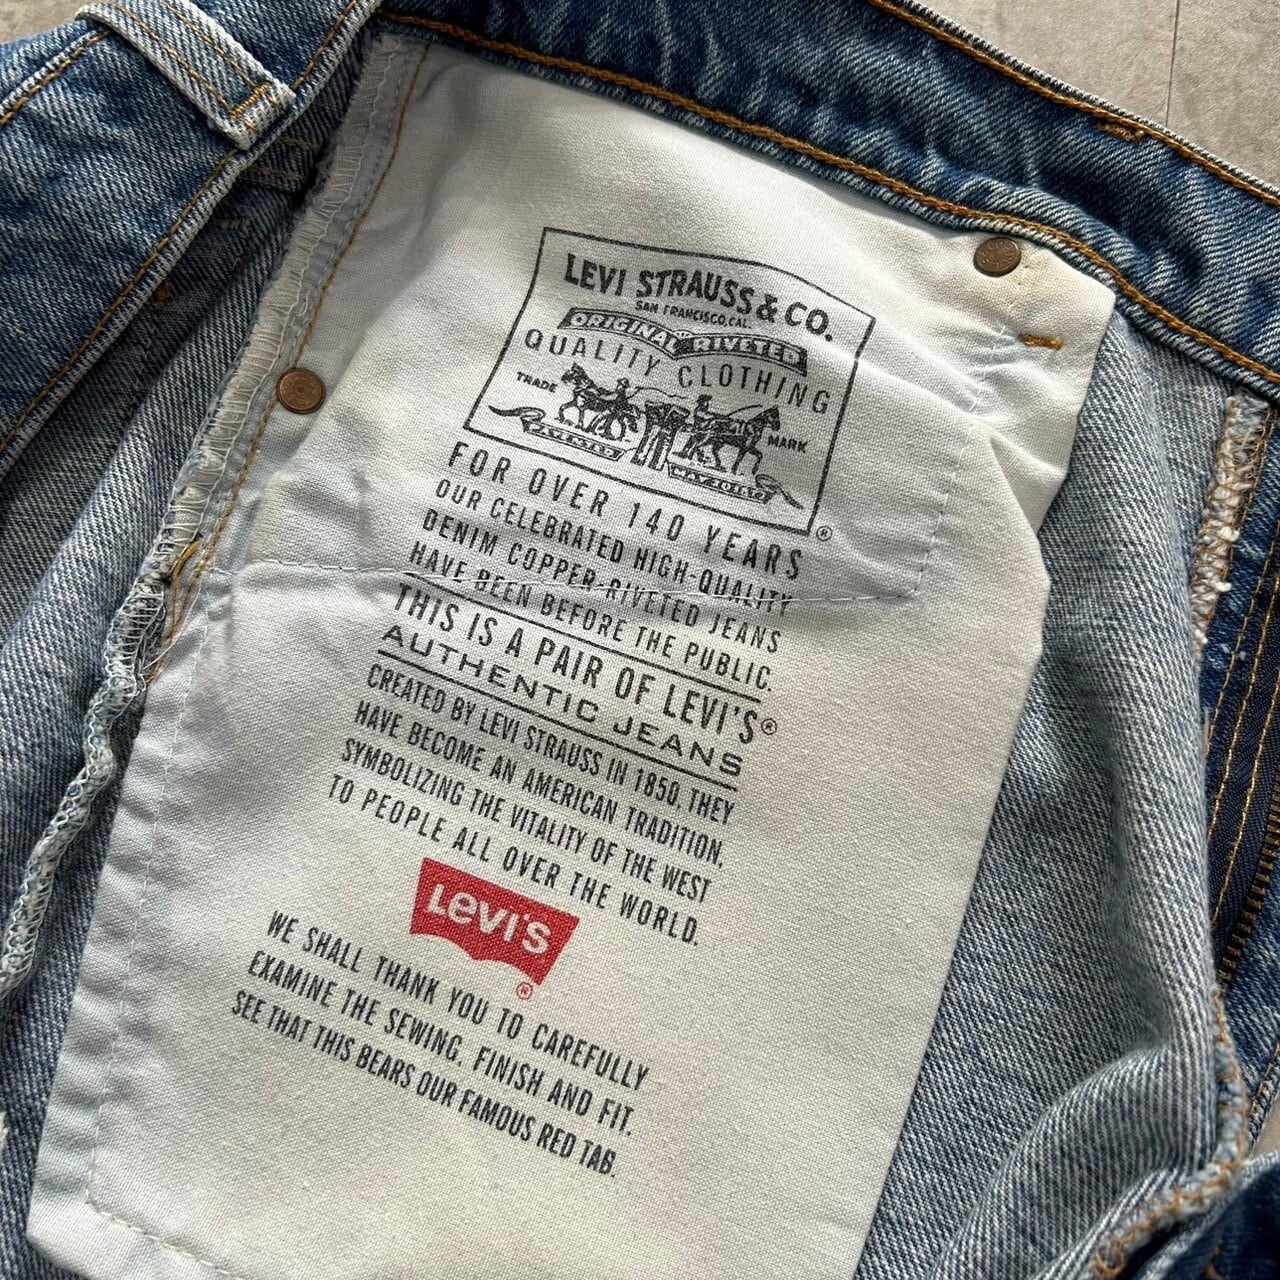 LEVI STRAUSS & CO.
SAN FRANCISCO, CAL.
ORIGINAL RIVETED
QUALITY CLOTHING
TRADE MARK
PATENTED MAY 20 1873
®
FOR OVER 140 YEARS
OUR CELEBRATED HIGH-QUALITY
DENIM COPPER-RIVETED JEANS
HAVE BEEN BEFORE THE PUBLIC.
THIS IS A PAIR OF LEVI'S®
AUTHENTIC JEANS
CREATED BY LEVI STRAUSS IN 1850. THEY
HAVE BECOME AN AMERICAN TRADITION,
SYMBOLIZING THE VITALITY OF THE WEST
TO PEOPLE ALL OVER THE WORLD.
LEVI'S
®
WE SHALL THANK YOU TO CAREFULLY
EXAMINE THE SEWING. FINISH AND FIT.
SEE THAT THIS BEARS OUR FAMOUS RED TAB.